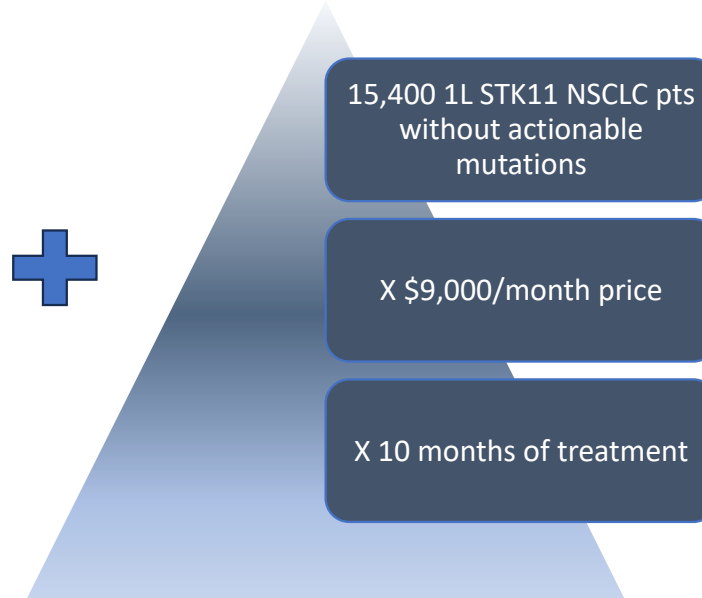 15,400 1L STK11 NSCLC pts
without actionable
mutations
X $9,000/month price
X 10 months of treatment